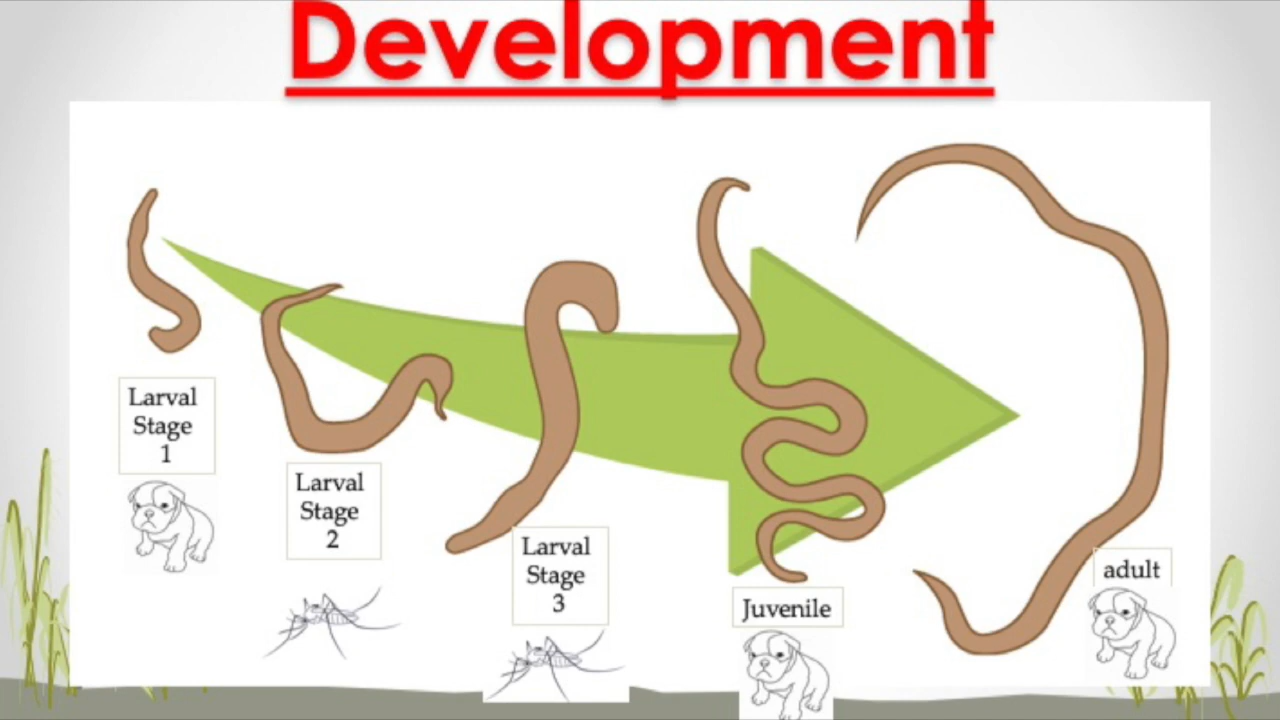 Development
Larval
Stage
1
Larval
Stage
2
Larval
Stage
3
Juvenile
adult